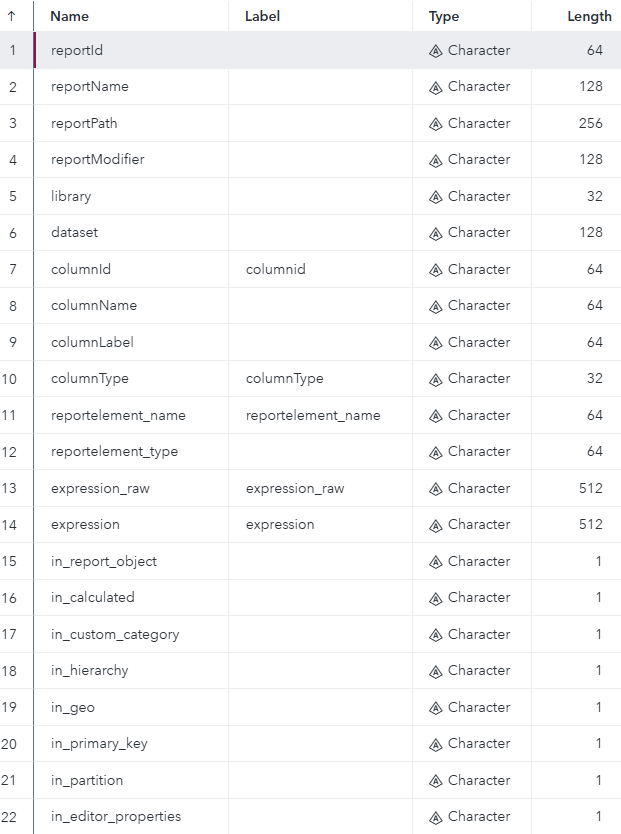 ↑ Name Label Type Length
1 reportId Character 64
2 reportName Character 128
3 reportPath Character 256
4 reportModifier Character 128
5 library Character 32
6 dataset Character 128
7 columnId columnid Character 64
8 columnName Character 64
9 columnLabel Character 64
10 columnType columnType Character 32
11 reportelement_name reportelement_name Character 64
12 reportelement_type Character 64
13 expression_raw expression_raw Character 512
14 expression expression Character 512
15 in_report_object Character 1
16 in_calculated Character 1
17 in_custom_category Character 1
18 in_hierarchy Character 1
19 in_geo Character 1
20 in_primary_key Character 1
21 in_partition Character 1
22 in_editor_properties Character 1